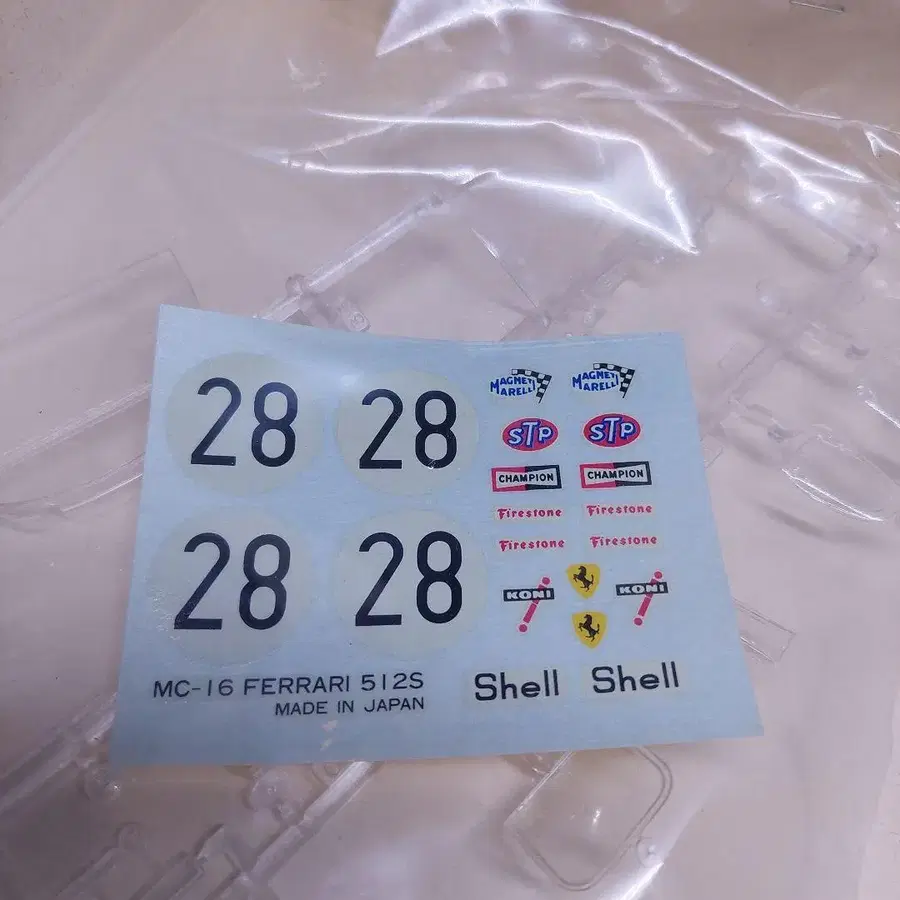 28 28
28 28
MC-16 FERRARI 512S
MADE IN JAPAN
MAGNETI MARELLI MAGNETI MARELLI
STP STP
CHAMPION CHAMPION
Firestone Firestone
Firestone Firestone
KONI KONI
Shell Shell